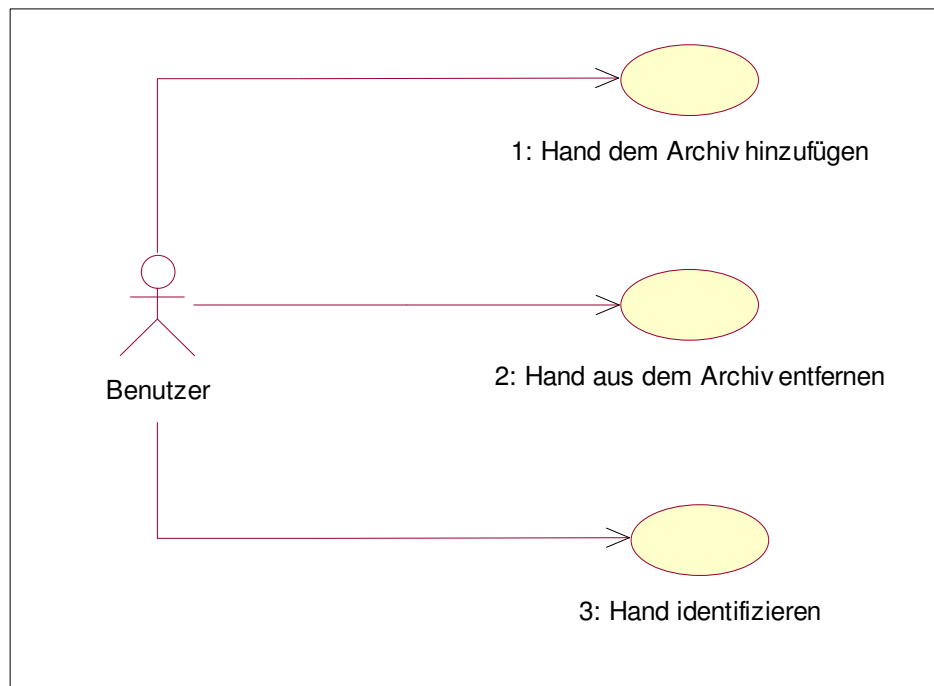 1: Hand dem Archiv hinzufügen
2: Hand aus dem Archiv entfernen
Benutzer
3: Hand identifizieren